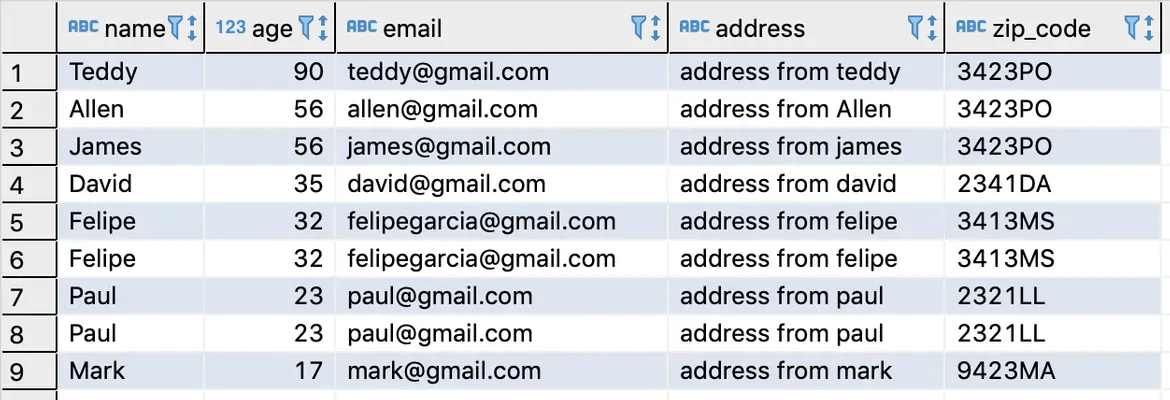 ABC name 123 age ABC email ABC address ABC zip_code
1 Teddy 90 teddy@gmail.com address from teddy 3423PO
2 Allen 56 allen@gmail.com address from Allen 3423PO
3 James 56 james@gmail.com address from james 3423PO
4 David 35 david@gmail.com address from david 2341DA
5 Felipe 32 felipegarcia@gmail.com address from felipe 3413MS
6 Felipe 32 felipegarcia@gmail.com address from felipe 3413MS
7 Paul 23 paul@gmail.com address from paul 2321LL
8 Paul 23 paul@gmail.com address from paul 2321LL
9 Mark 17 mark@gmail.com address from mark 9423MA